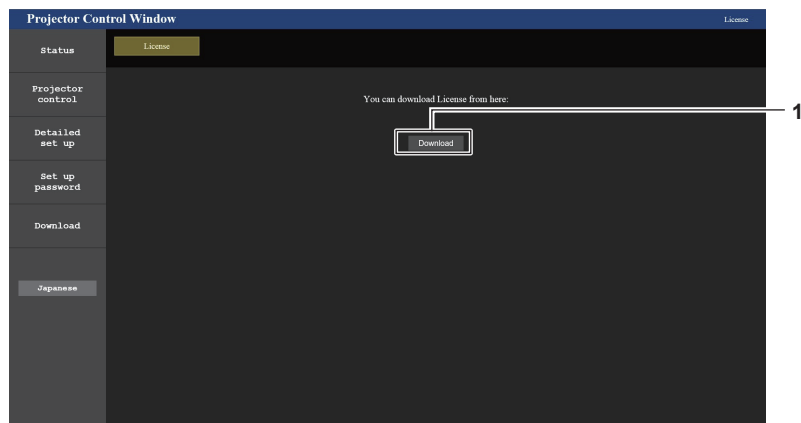 Projector Control Window
License
Status
License
Projector
control
You can download License from here:
1
Detailed
set up
Download
Set up
password
Download
Japanese